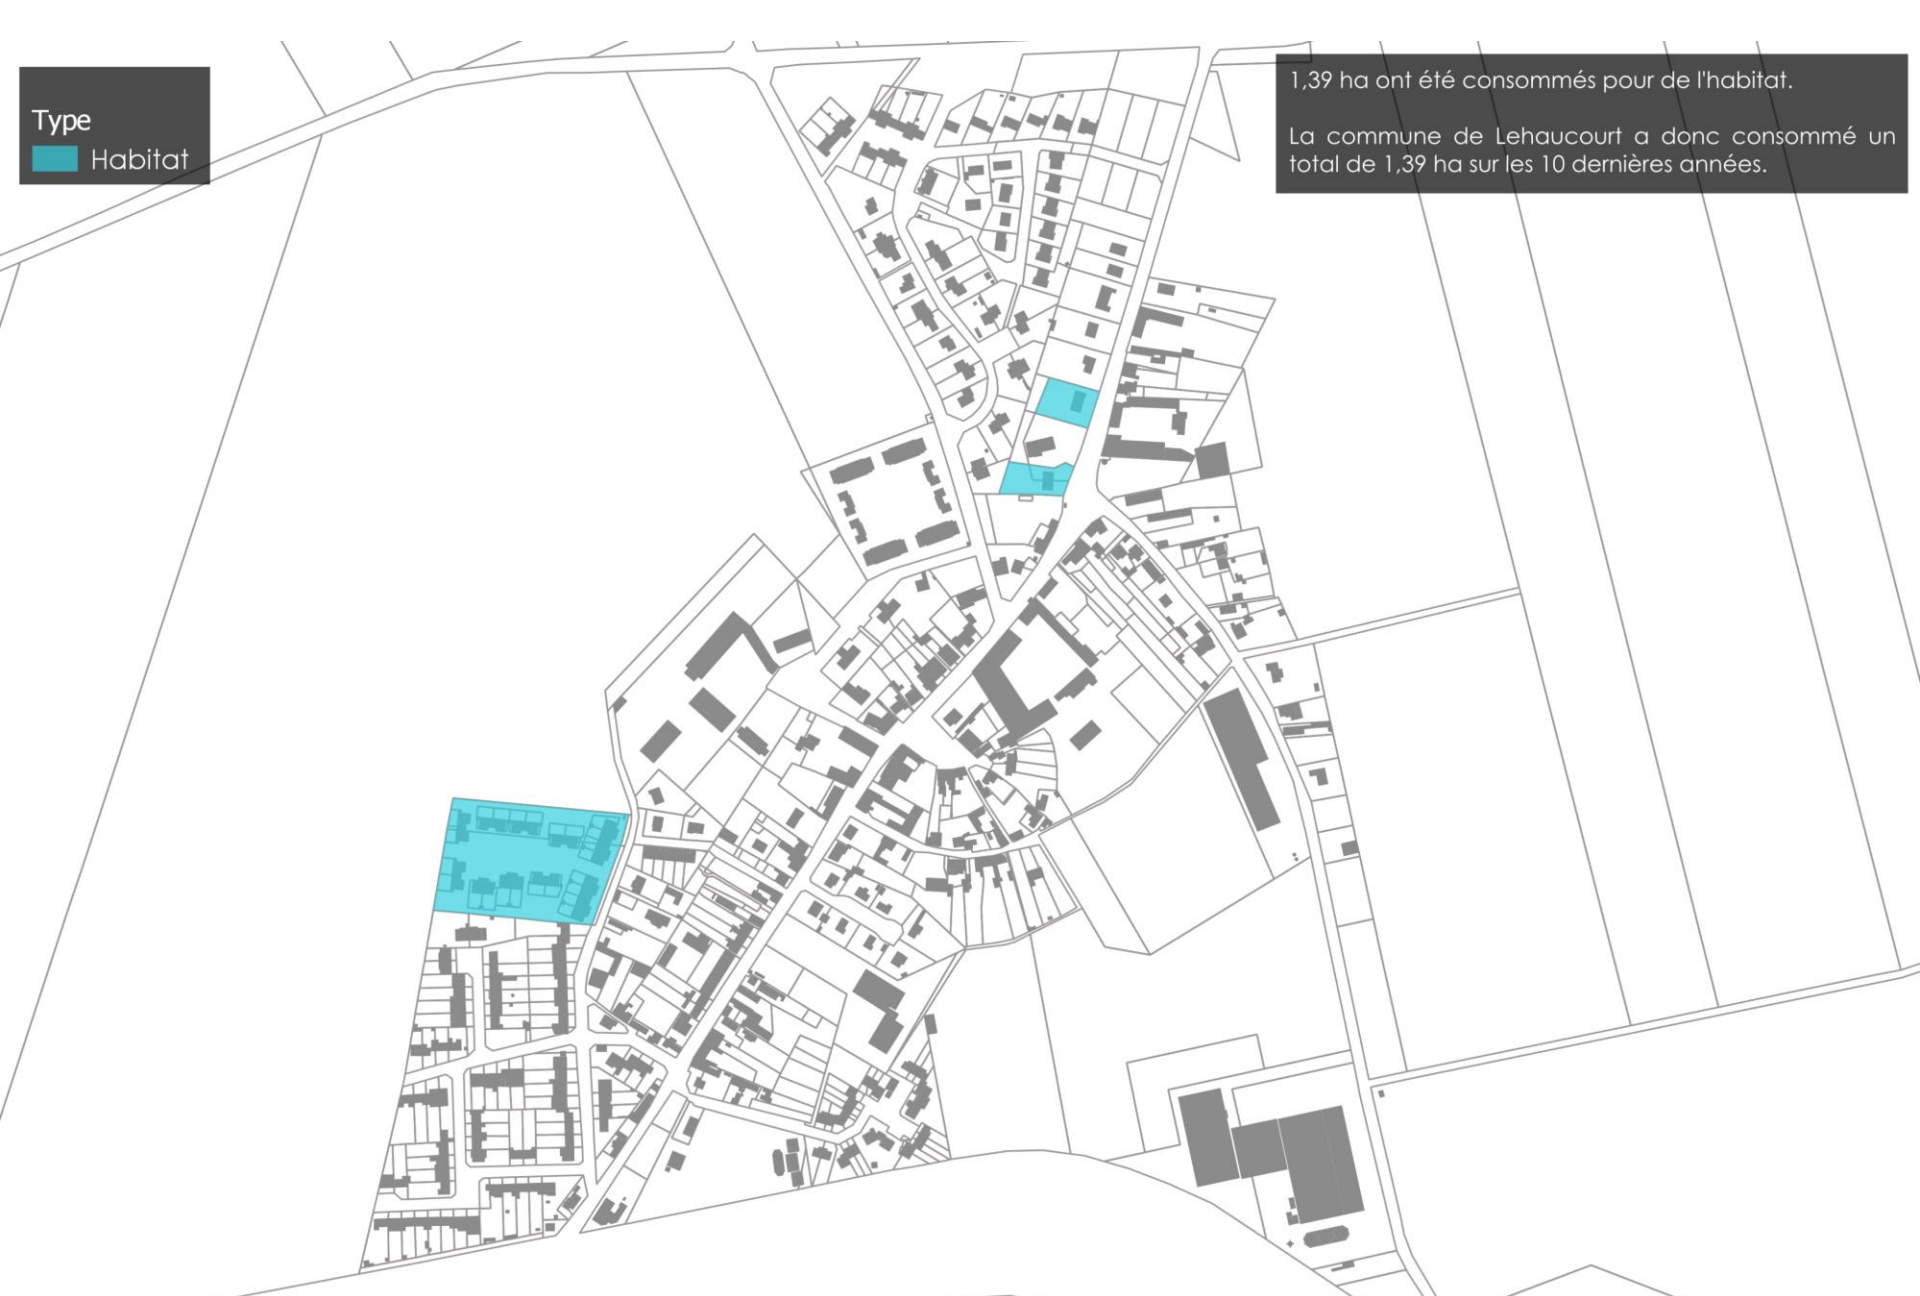 Type
Habitat
1,39 ha ont été consommés pour de l'habitat.
La commune de Lehaucourt a donc consommé un
total de 1,39 ha sur les 10 dernières années.